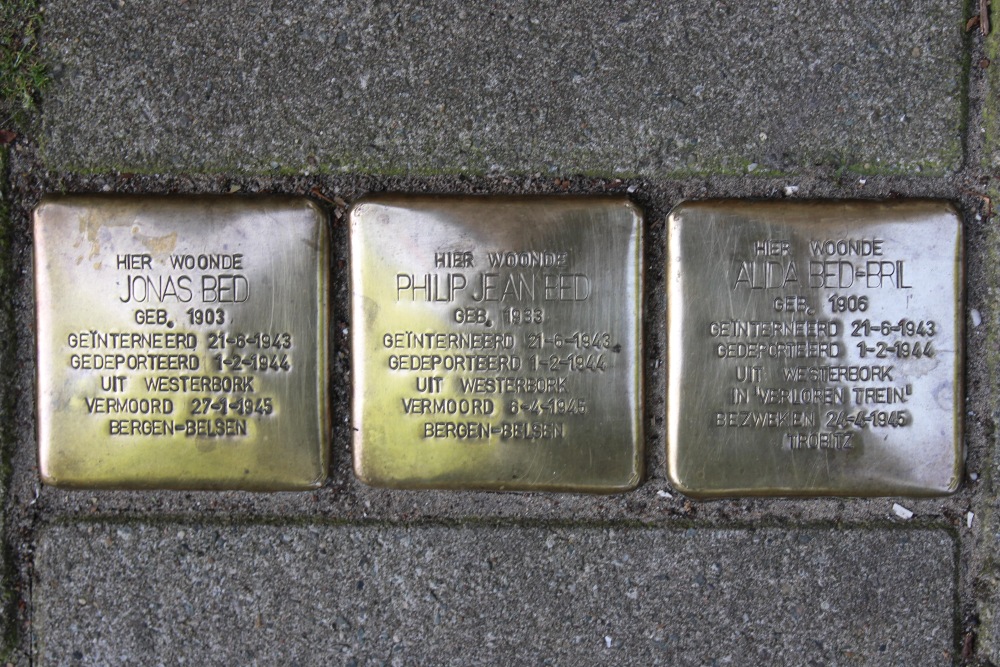 HIER WOONDE
JONAS BED
GEB. 1903
GEÏNTERNEERD 21-6-1943
GEDEPORTEERD 1-2-1944
UIT WESTERBORK
VERMOORD 27-1-1945
BERGEN-BELSEN
HIER WOONDE
PHILIP JEAN BED
GEB. 1933
GEÏNTERNEERD 21-6-1943
GEDEPORTEERD 1-2-1944
UIT WESTERBORK
VERMOORD 6-4-1945
BERGEN-BELSEN
HIER WOONDE
ALIDA BED-BRIL
GEB. 1906
GEÏNTERNEERD 21-6-1943
GEDEPORTEERD 1-2-1944
UIT WESTERBORK
IN "VERLOREN TREIN"
BEZWEKEN 24-4-1945
TRÖBITZ